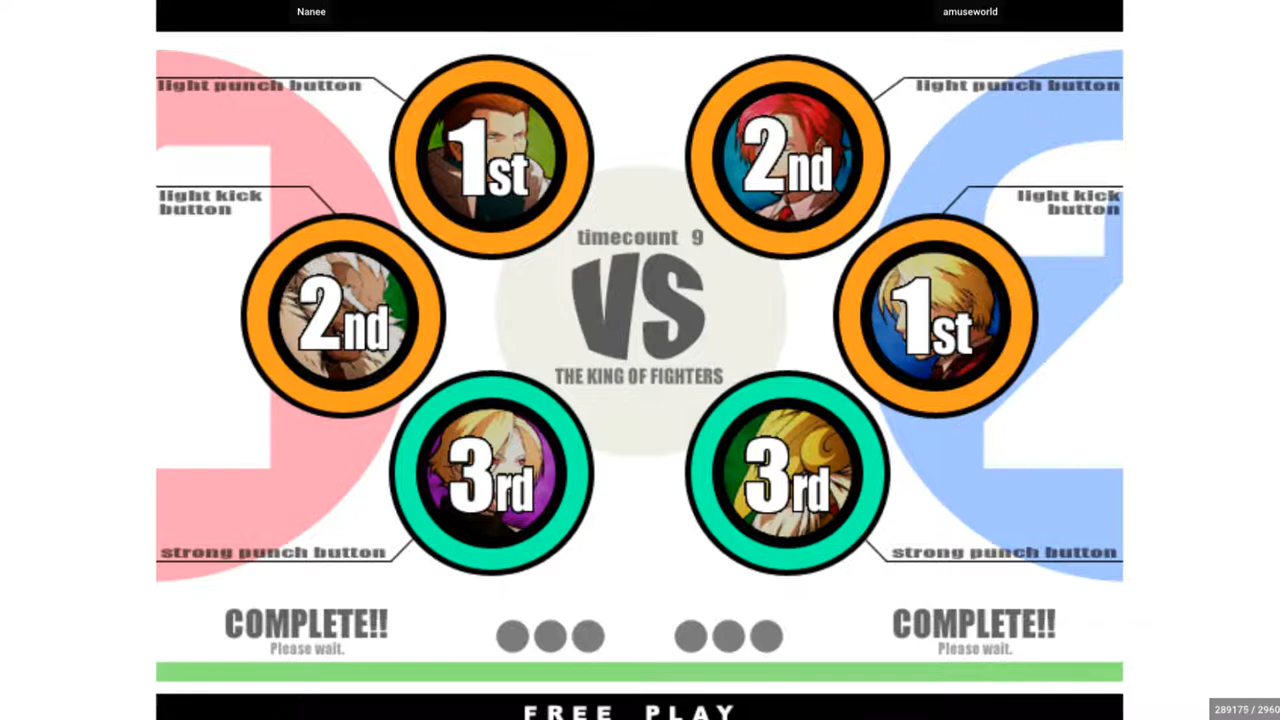 Nanee
amuseworld
light punch button
light punch button
1st
2nd
light kick
button
light kick
button
timecount 9
VS
THE KING OF FIGHTERS
2nd
1st
3rd
3rd
strong punch button
strong punch button
COMPLETE!!
Please wait.
COMPLETE!!
Please wait.
FREE PLAY
289175 / 2960